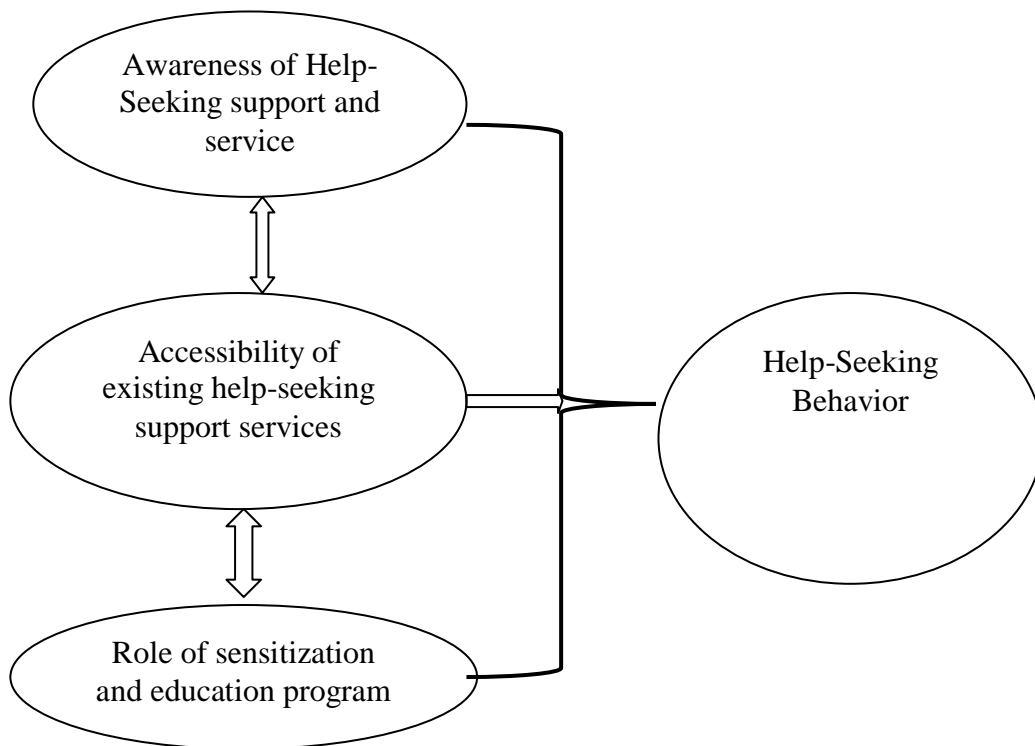 Awareness of Help-
Seeking support and
service
Accessibility of
existing help-seeking
support services
Help-Seeking
Behavior
Role of sensitization
and education program